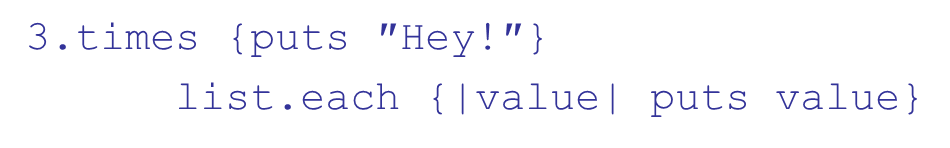 3.times {puts "Hey!"}
list.each {|value| puts value}